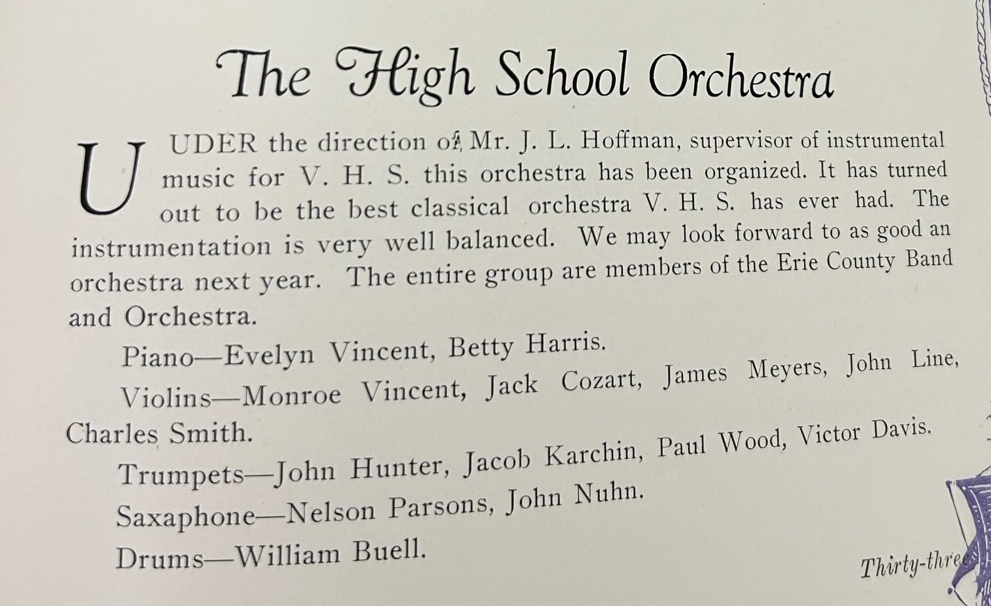 The High School Orchestra
U UDER the direction of Mr. J. L. Hoffman, supervisor of instrumental
music for V. H. S. this orchestra has been organized. It has turned
out to be the best classical orchestra V. H. S. has ever had. The
instrumentation is very well balanced. We may look forward to as good an
orchestra next year. The entire group are members of the Erie County Band
and Orchestra.
Piano—Evelyn Vincent, Betty Harris.
Violins—Monroe Vincent, Jack Cozart, James Meyers, John Line,
Charles Smith.
Trumpets—John Hunter, Jacob Karchin, Paul Wood, Victor Davis.
Saxaphone—Nelson Parsons, John Nuhn.
Drums—William Buell.
Thirty-three